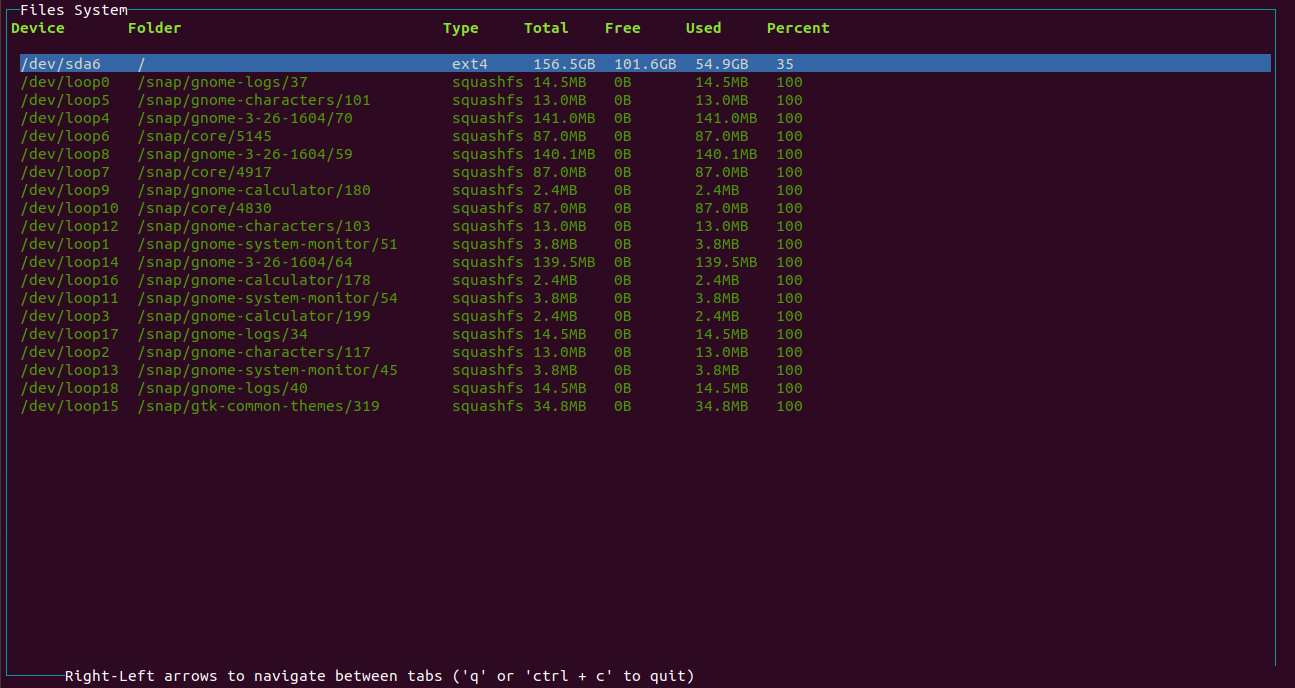 Files System
Device Folder Type Total Free Used Percent
/dev/sda6 / ext4 156.5GB 101.6GB 54.9GB 35
/dev/loop0 /snap/gnome-logs/37 squashfs 14.5MB 0B 14.5MB 100
/dev/loop5 /snap/gnome-characters/101 squashfs 13.0MB 0B 13.0MB 100
/dev/loop4 /snap/gnome-3-26-1604/70 squashfs 141.0MB 0B 141.0MB 100
/dev/loop6 /snap/core/5145 squashfs 87.0MB 0B 87.0MB 100
/dev/loop8 /snap/gnome-3-26-1604/59 squashfs 140.1MB 0B 140.1MB 100
/dev/loop7 /snap/core/4917 squashfs 87.0MB 0B 87.0MB 100
/dev/loop9 /snap/gnome-calculator/180 squashfs 2.4MB 0B 2.4MB 100
/dev/loop10 /snap/core/4830 squashfs 87.0MB 0B 87.0MB 100
/dev/loop12 /snap/gnome-characters/103 squashfs 13.0MB 0B 13.0MB 100
/dev/loop1 /snap/gnome-system-monitor/51 squashfs 3.8MB 0B 3.8MB 100
/dev/loop14 /snap/gnome-3-26-1604/64 squashfs 139.5MB 0B 139.5MB 100
/dev/loop16 /snap/gnome-calculator/178 squashfs 2.4MB 0B 2.4MB 100
/dev/loop11 /snap/gnome-system-monitor/54 squashfs 3.8MB 0B 3.8MB 100
/dev/loop3 /snap/gnome-calculator/199 squashfs 2.4MB 0B 2.4MB 100
/dev/loop17 /snap/gnome-logs/34 squashfs 14.5MB 0B 14.5MB 100
/dev/loop2 /snap/gnome-characters/117 squashfs 13.0MB 0B 13.0MB 100
/dev/loop13 /snap/gnome-system-monitor/45 squashfs 3.8MB 0B 3.8MB 100
/dev/loop18 /snap/gnome-logs/40 squashfs 14.5MB 0B 14.5MB 100
/dev/loop15 /snap/gtk-common-themes/319 squashfs 34.8MB 0B 34.8MB 100
Right-Left arrows to navigate between tabs ('q' or 'ctrl + c' to quit)